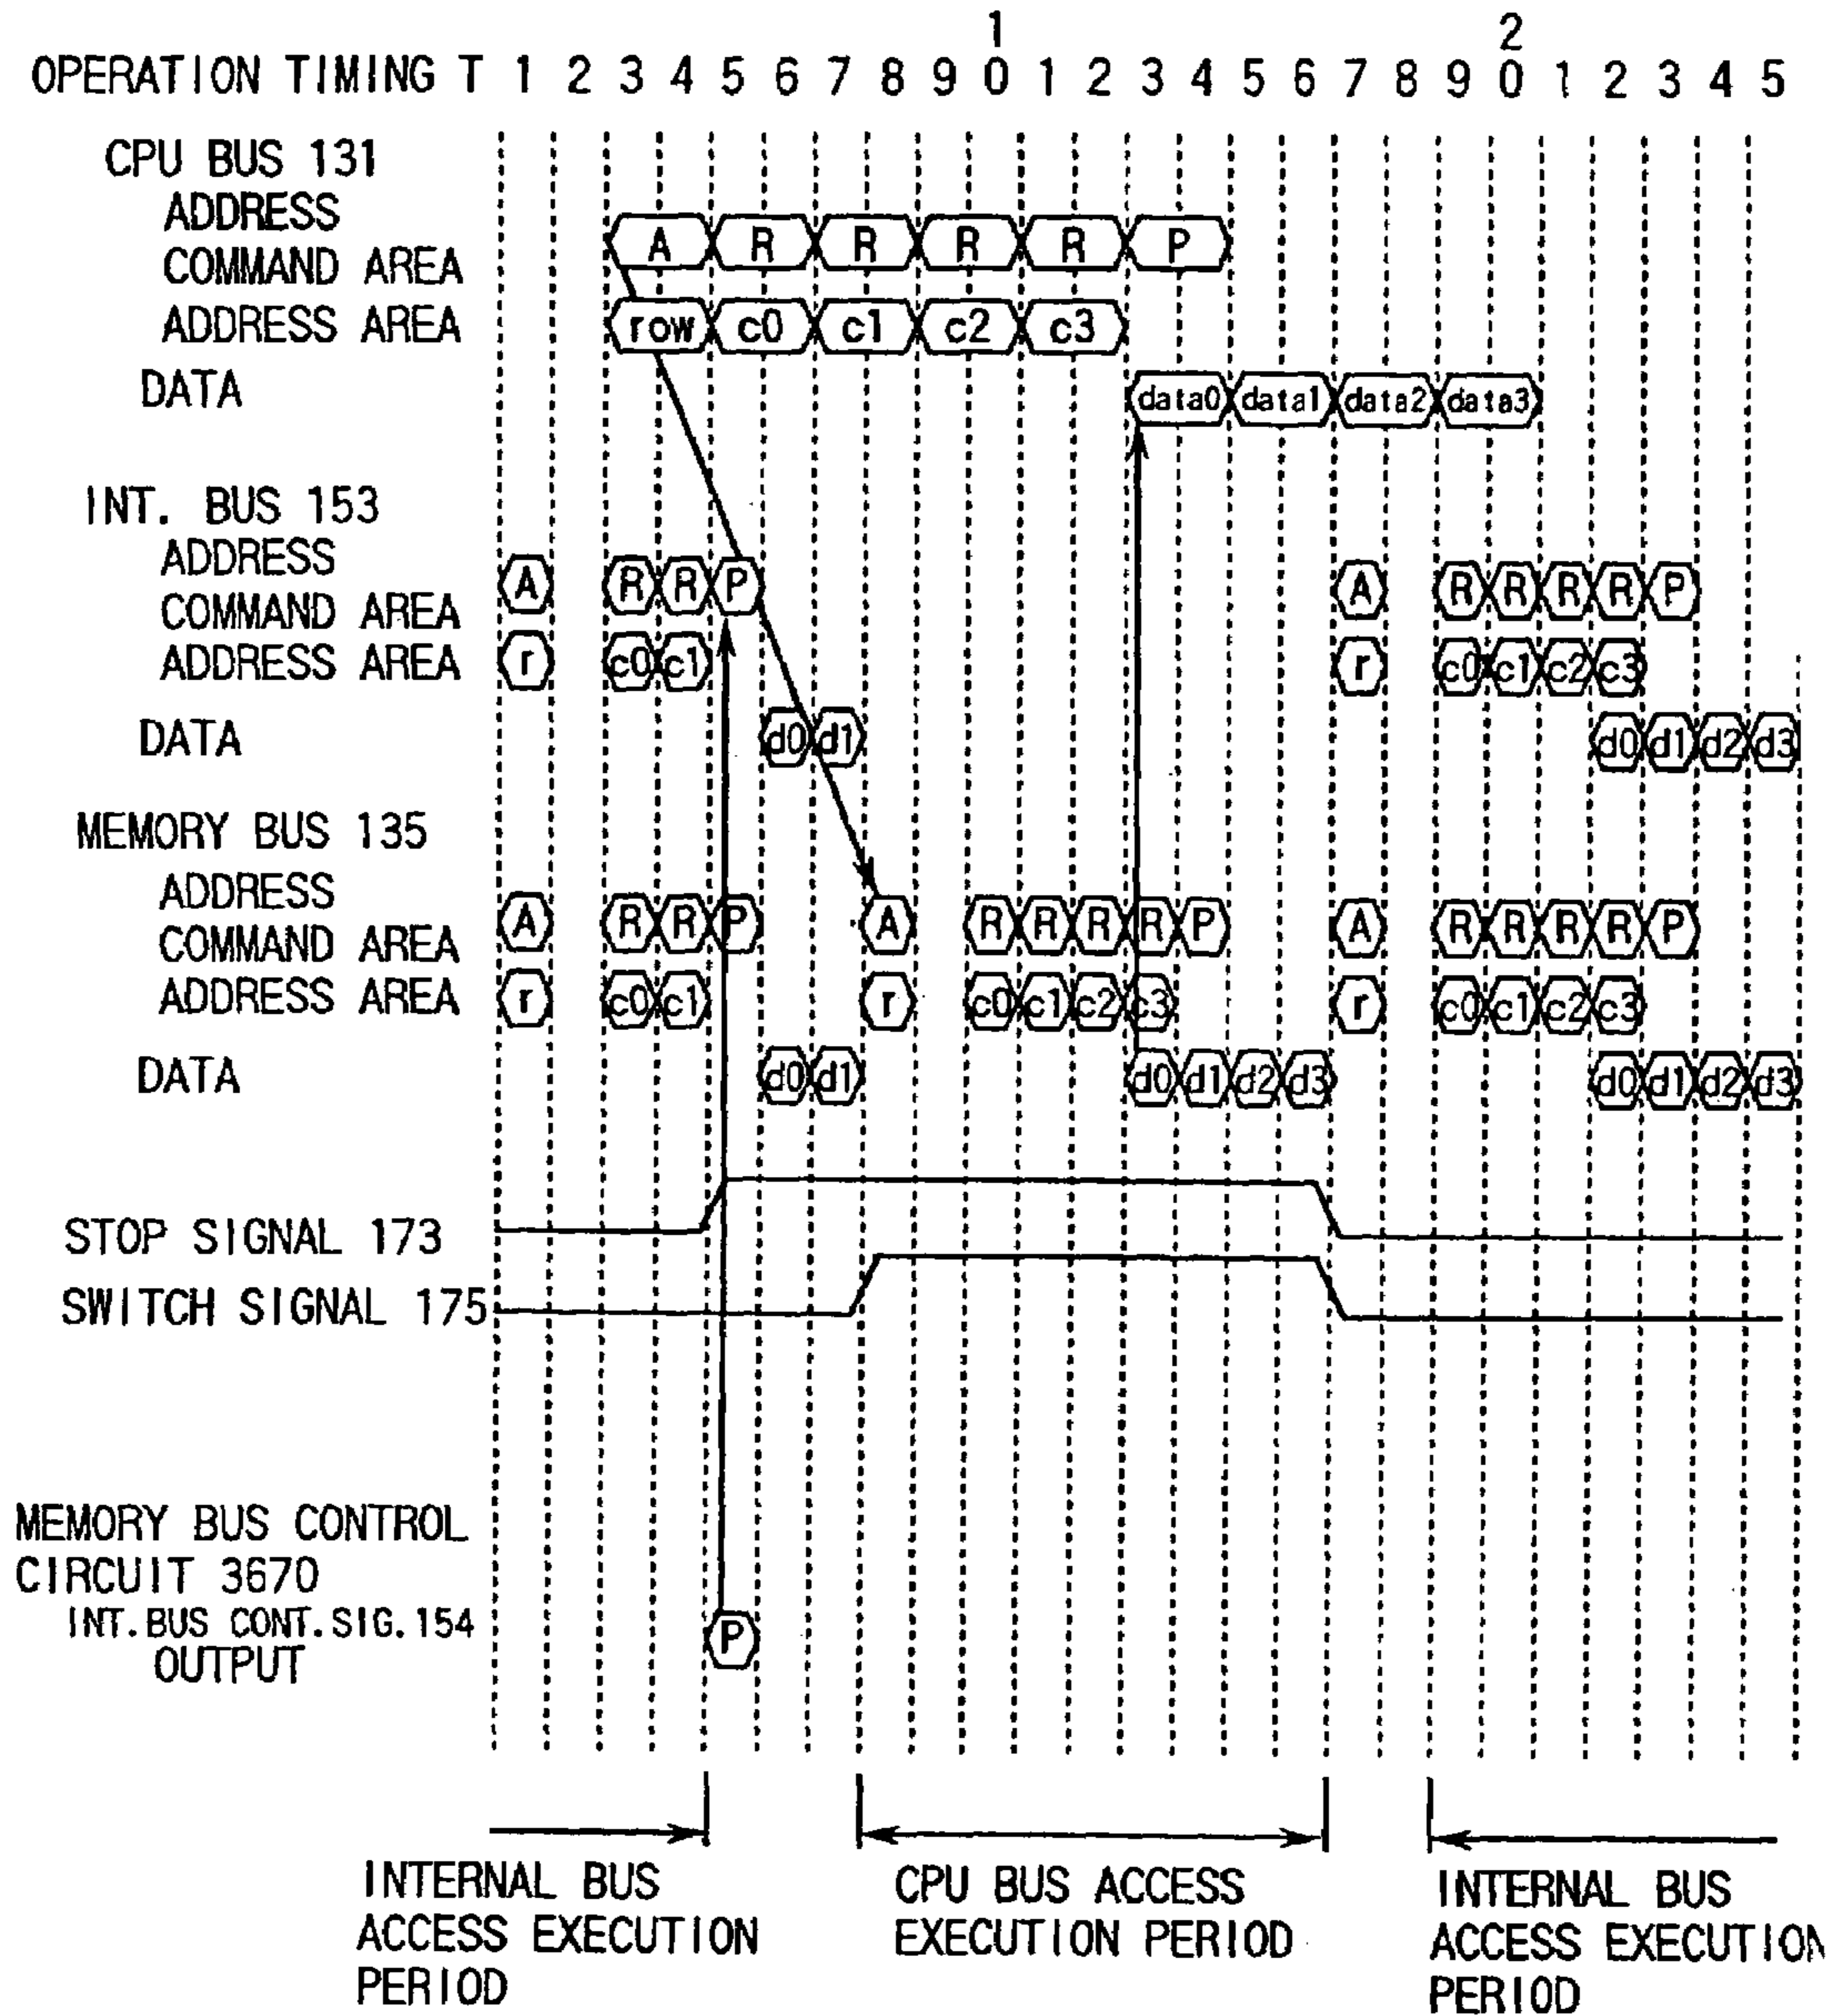 1 2
OPERATION TIMING T 1 2 3 4 5 6 7 8 9 0 1 2 3 4 5 6 7 8 9 0 1 2 3 4 5
CPU BUS 131
ADDRESS
COMMAND AREA A R R R R P
ADDRESS AREA row c0 c1 c2 c3
DATA data0 data1 data2 data3
INT. BUS 153
ADDRESS
COMMAND AREA A R R P A R R R R P
ADDRESS AREA r c0 c1 r c0 c1 c2 c3
DATA d0 d1 d0 d1 d2 d3
MEMORY BUS 135
ADDRESS
COMMAND AREA A R R P A R R R R P A R R R R P
ADDRESS AREA r c0 c1 r c0 c1 c2 c3 r c0 c1 c2 c3
DATA d0 d1 d0 d1 d2 d3 d0 d1 d2 d3
STOP SIGNAL 173
SWITCH SIGNAL 175
MEMORY BUS CONTROL
CIRCUIT 3670
INT.BUS CONT.SIG.154 P
OUTPUT
INTERNAL BUS
ACCESS EXECUTION
PERIOD
CPU BUS ACCESS
EXECUTION PERIOD
INTERNAL BUS
ACCESS EXECUTION
PERIOD